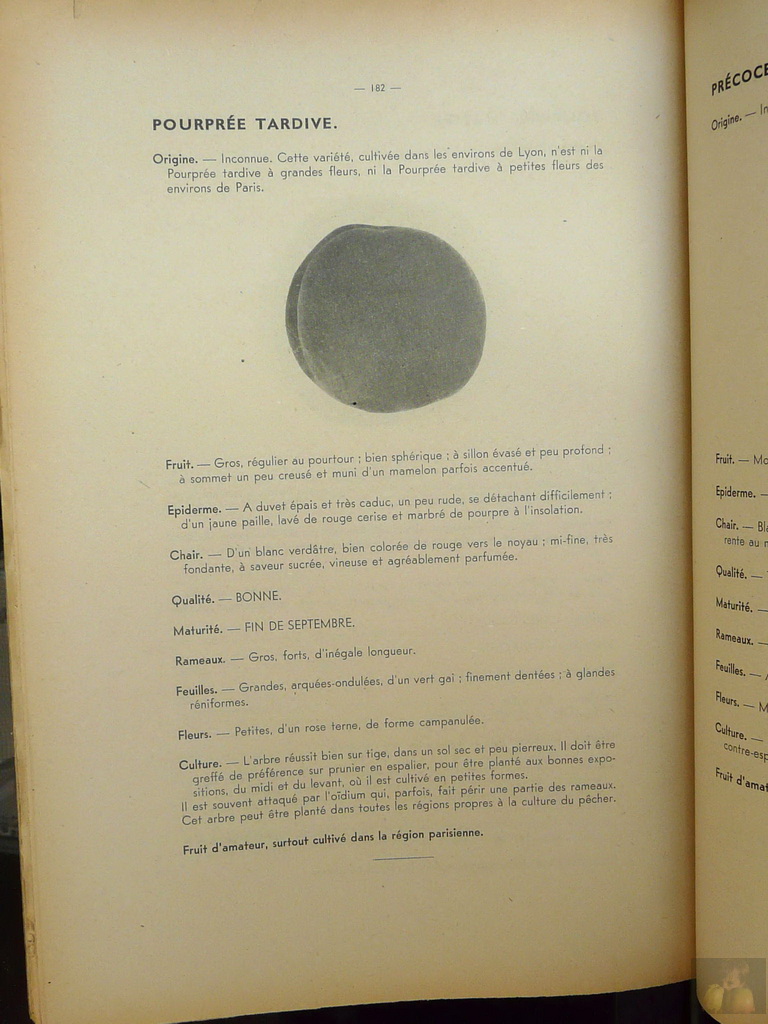 — 182 —
POURPRÉE TARDIVE.
Origine. — Inconnue. Cette variété, cultivée dans les environs de Lyon, n'est ni la
Pourprée tardive à grandes fleurs, ni la Pourprée tardive à petites fleurs des
environs de Paris.
Fruit. — Gros, régulier au pourtour ; bien sphérique ; à sillon évasé et peu profond ;
à sommet un peu creusé et muni d'un mamelon parfois accentué.
Epiderme. — A duvet épais et très caduc, un peu rude, se détachant difficilement ;
d'un jaune paille, lavé de rouge cerise et marbré de pourpre à l'insolation.
Chair. — D'un blanc verdâtre, bien colorée de rouge vers le noyau ; mi-fine, très
fondante, à saveur sucrée, vineuse et agréablement parfumée.
Qualité. — BONNE.
Maturité. — FIN DE SEPTEMBRE.
Rameaux. — Gros, forts, d'inégale longueur.
Feuilles. — Grandes, arquées-ondulées, d'un vert gai ; finement dentées ; à glandes
réniformes.
Fleurs. — Petites, d'un rose terne, de forme campanulée.
Culture. — L'arbre réussit bien sur tige, dans un sol sec et peu pierreux. Il doit être
greffé de préférence sur prunier en espalier, pour être planté aux bonnes expo-
sitions, du midi et du levant, où il est cultivé en petites formes.
Il est souvent attaqué par l'oïdium qui, parfois, fait périr une partie des rameaux.
Cet arbre peut être planté dans toutes les régions propres à la culture du pêcher.
Fruit d'amateur, surtout cultivé dans la région parisienne.
PRÉCOCE
Origine. — In
Fruit. — Mo
Epiderme. —
Chair. — Bl
rente au n
Qualité. —
Maturité. —
Rameaux. —
Feuilles. —
Fleurs. — M
Culture. —
contre-esp
Fruit d'amat